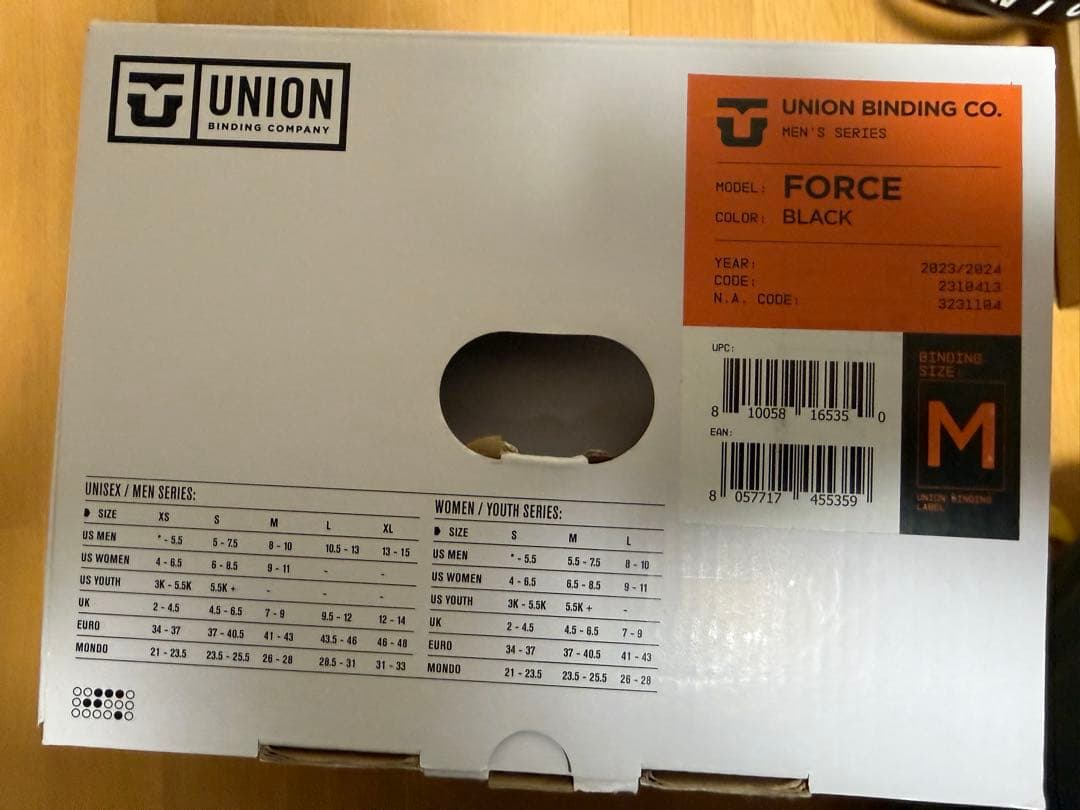 UNION
BINDING COMPANY
UNION BINDING CO.
MEN'S SERIES
MODEL: FORCE
COLOR: BLACK
YEAR: 2023/2024
CODE: 2310413
N.A. CODE: 3231104
UPC:
8 10058 16535 0
EAN:
8 057717 455359
BINDING
SIZE:
M
UNION BINDING
LABEL
UNISEX / MEN SERIES:
SIZE XS S M L XL
US MEN * - 5.5 5 - 7.5 8 - 10 10.5 - 13 13 - 15
US WOMEN 4 - 6.5 6 - 8.5 9 - 11 - -
US YOUTH 3K - 5.5K 5.5K + - - -
UK 2 - 4.5 4.5 - 6.5 7 - 9 9.5 - 12 12 - 14
EURO 34 - 37 37 - 40.5 41 - 43 43.5 - 46 46 - 48
MONDO 21 - 23.5 23.5 - 25.5 26 - 28 28.5 - 31 31 - 33
WOMEN / YOUTH SERIES:
SIZE S M L
US MEN * - 5.5 5.5 - 7.5 8 - 10
US WOMEN 4 - 6.5 6.5 - 8.5 9 - 11
US YOUTH 3K - 5.5K 5.5K + -
UK 2 - 4.5 4.5 - 6.5 7 - 9
EURO 34 - 37 37 - 40.5 41 - 43
MONDO 21 - 23.5 23.5 - 25.5 26 - 28